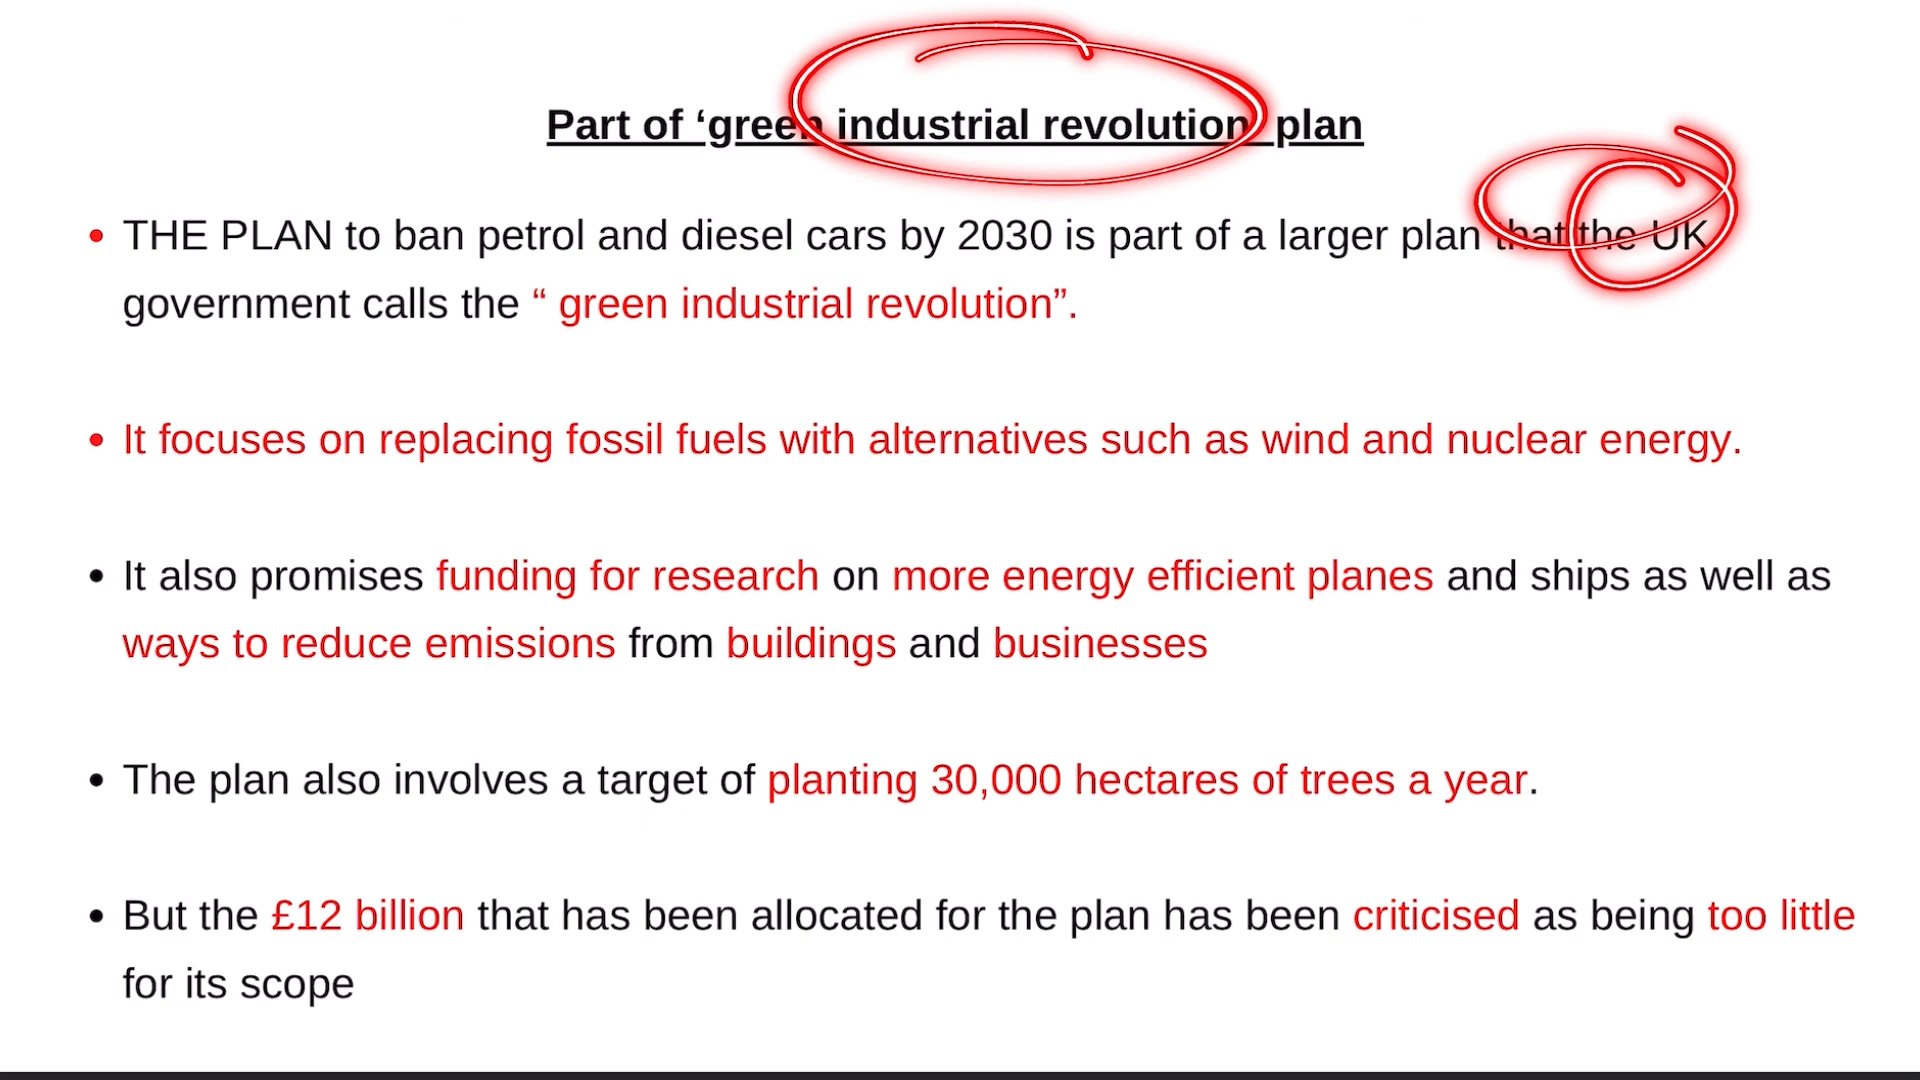 Part of ‘green industrial revolution’ plan
• THE PLAN to ban petrol and diesel cars by 2030 is part of a larger plan that the UK
government calls the “ green industrial revolution”.
• It focuses on replacing fossil fuels with alternatives such as wind and nuclear energy.
• It also promises funding for research on more energy efficient planes and ships as well as
ways to reduce emissions from buildings and businesses
• The plan also involves a target of planting 30,000 hectares of trees a year.
• But the £12 billion that has been allocated for the plan has been criticised as being too little
for its scope